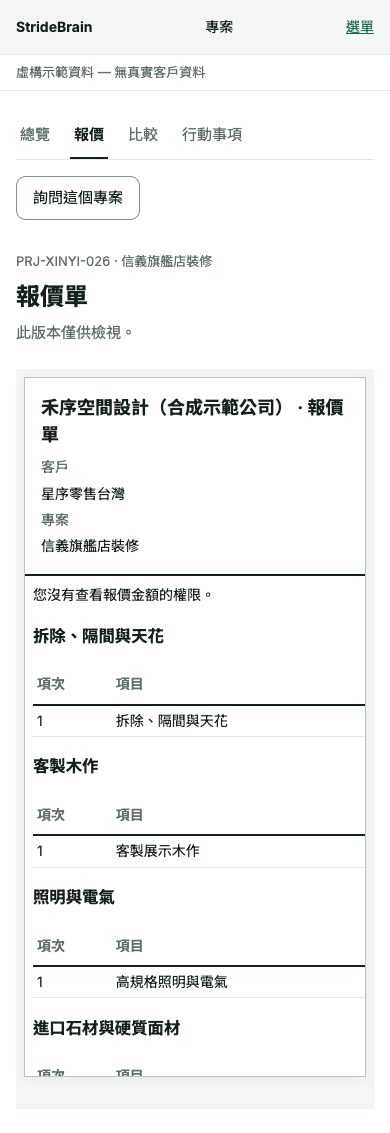 StrideBrain
專案
選單
虛構示範資料 — 無真實客戶資料
總覽
報價
比較
行動事項
詢問這個專案
PRJ-XINYI-026 · 信義旗艦店裝修
報價單
此版本僅供檢視。
禾序空間設計（合成示範公司） · 報價
單
客戶
星序零售台灣
專案
信義旗艦店裝修
您沒有查看報價金額的權限。
拆除、隔間與天花
項次 項目
1 拆除、隔間與天花
客製木作
項次 項目
1 客製展示木作
照明與電氣
項次 項目
1 高規格照明與電氣
進口石材與硬質面材
項次 項目